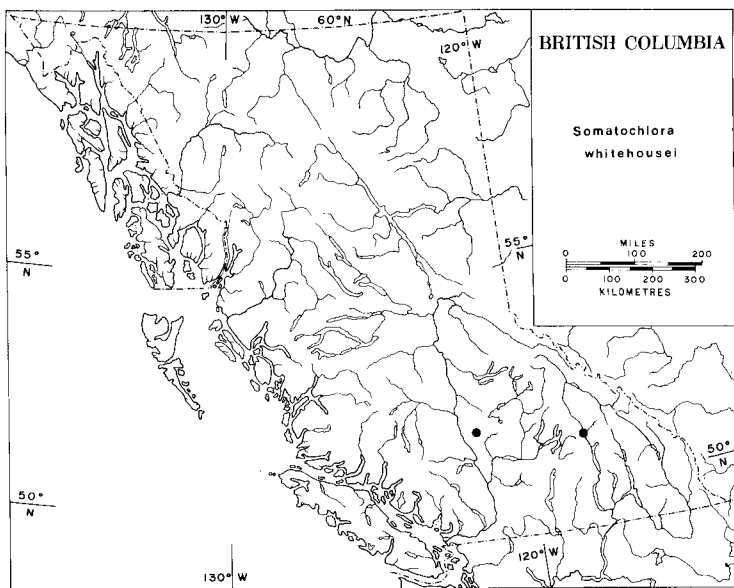 130° W
60° N
120° W
BRITISH COLUMBIA
Somatochlora
whitehousei
MILES
0 100 200
0 100 200 300
KILOMETRES
55°
N
55°
N
50°
N
50°
N
130° W
120° W